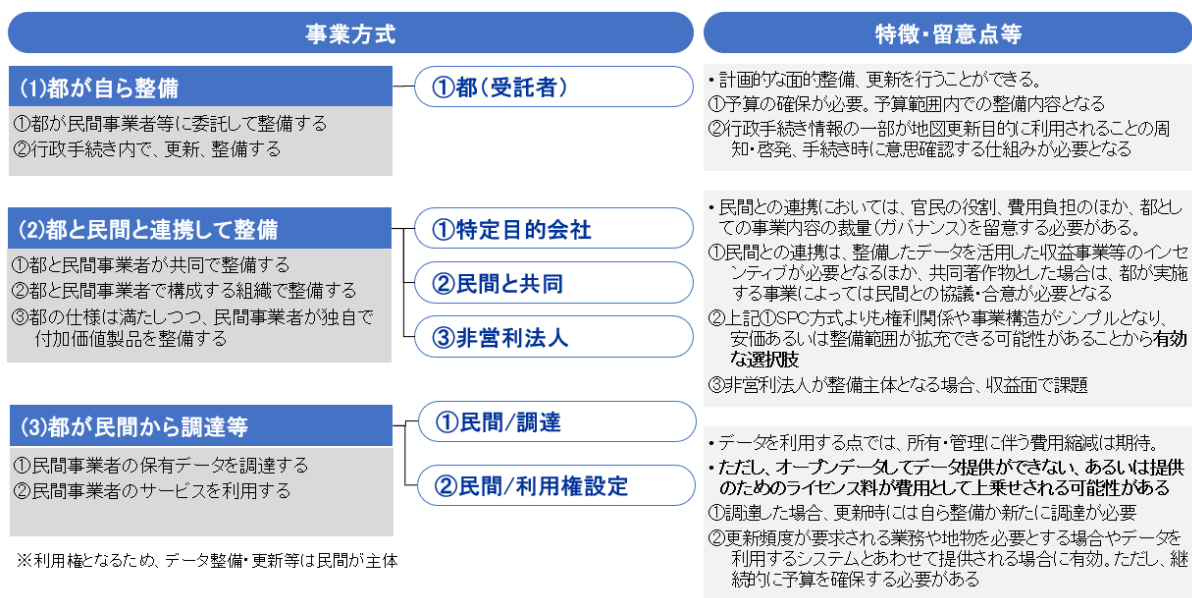 事業方式
特徴・留意点等
(1)都が自ら整備
①都が民間事業者等に委託して整備する
②行政手続き内で、更新、整備する
①都(受託者)
・計画的な面的整備、更新を行うことができる。
①予算の確保が必要。予算範囲内での整備内容となる
②行政手続き情報の一部が地図更新目的に利用されることの周
知・啓発、手続き時に意思確認する仕組みが必要となる
(2)都と民間と連携して整備
①都と民間事業者が共同で整備する
②都と民間事業者で構成する組織で整備する
③都の仕様は満たしつつ、民間事業者が独自で
付加価値製品を整備する
①特定目的会社
②民間と共同
③非営利法人
・民間との連携においては、官民の役割、費用負担のほか、都とし
ての事業内容の裁量(ガバナンス)を留意する必要がある。
①民間との連携は、整備したデータを活用した収益事業等のインセ
ンティブが必要となるほか、共同著作物とした場合は、都が実施
する事業によっては民間との協議・合意が必要となる
②上記①SPC方式よりも権利関係や事業構造がシンプルとなり、
安価あるいは整備範囲が拡充できる可能性があることから有効
な選択肢
③非営利法人が整備主体となる場合、収益面で課題
(3)都が民間から調達等
①民間事業者の保有データを調達する
②民間事業者のサービスを利用する
①民間/調達
②民間/利用権設定
・データを利用する点では、所有・管理に伴う費用縮減は期待。
・ただし、オープンデータしてデータ提供ができない、あるいは提供
のためのライセンス料が費用として上乗せされる可能性がある
①調達した場合、更新時には自ら整備か新たに調達が必要
②更新頻度が要求される業務や地物を必要とする場合やデータを
利用するシステムとあわせて提供される場合に有効。ただし、継
続的に予算を確保する必要がある
※利用権となるため、データ整備・更新等は民間が主体